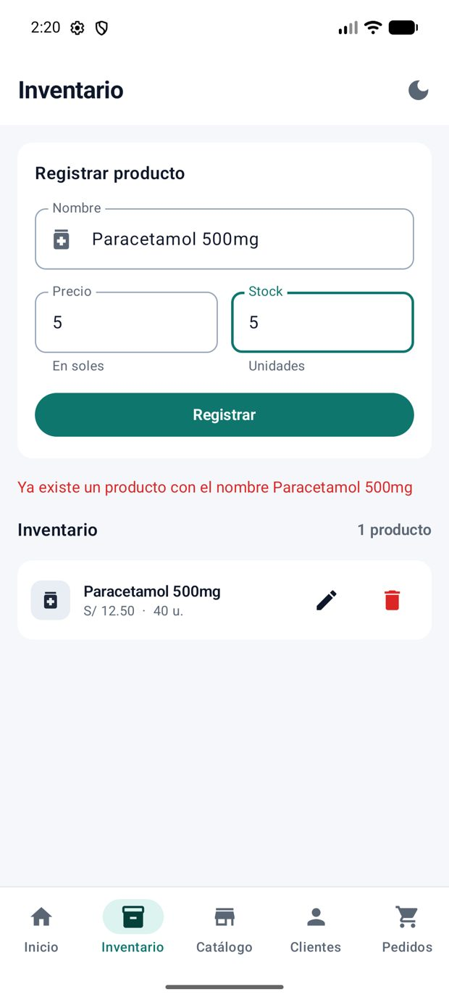 2:20
Inventario
Registrar producto
Nombre
Paracetamol 500mg
Precio
Stock
5
5
En soles
Unidades
Registrar
Ya existe un producto con el nombre Paracetamol 500mg
Inventario
1 producto
Paracetamol 500mg
S/ 12.50 · 40 u.
Inicio
Inventario
Catálogo
Clientes
Pedidos